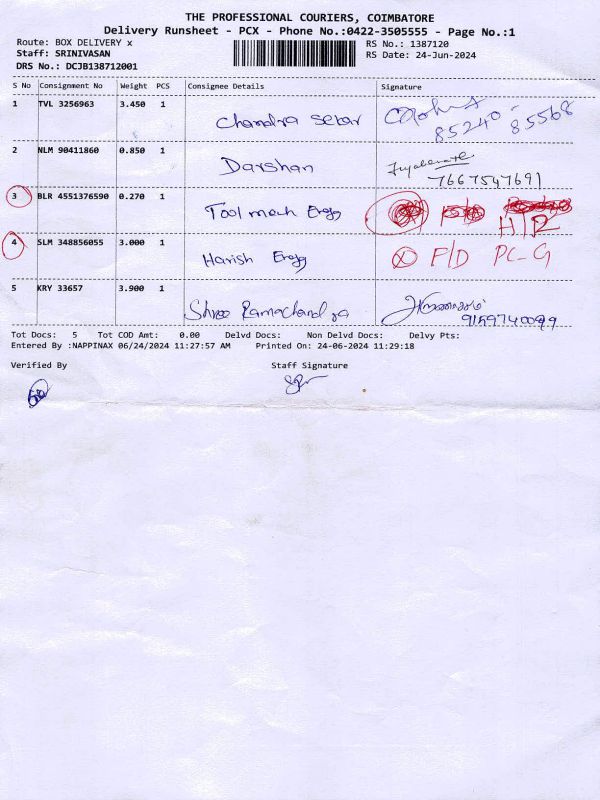 THE PROFESSIONAL COURIERS, COIMBATORE
Delivery Runsheet - PCX - Phone No.:0422-3505555 - Page No.:1
Route: BOX DELIVERY x RS No.: 1387120
Staff: SRINIVASAN RS Date: 24-Jun-2024
DRS No.: DCJB138712001
S No Consignment No Weight PCS Consignee Details Signature
1 TVL 3256963 3.450 1 Chandra Sekar
85240-85568
2 NLM 90411860 0.850 1 Darshan
7667547691
3 BLR 4551376590 0.270 1 Tool mech Engg
H/R
4 SLM 348856055 3.000 1 Harish Engg F/D PC-G
5 KRY 33657 3.900 1 Shree Ramachandra
9159740099
Tot Docs: 5 Tot COD Amt: 0.00 Delvd Docs: Non Delvd Docs: Delvy Pts:
Entered By :NAPPINAX 06/24/2024 11:27:57 AM Printed On: 24-06-2024 11:29:18
Verified By Staff Signature